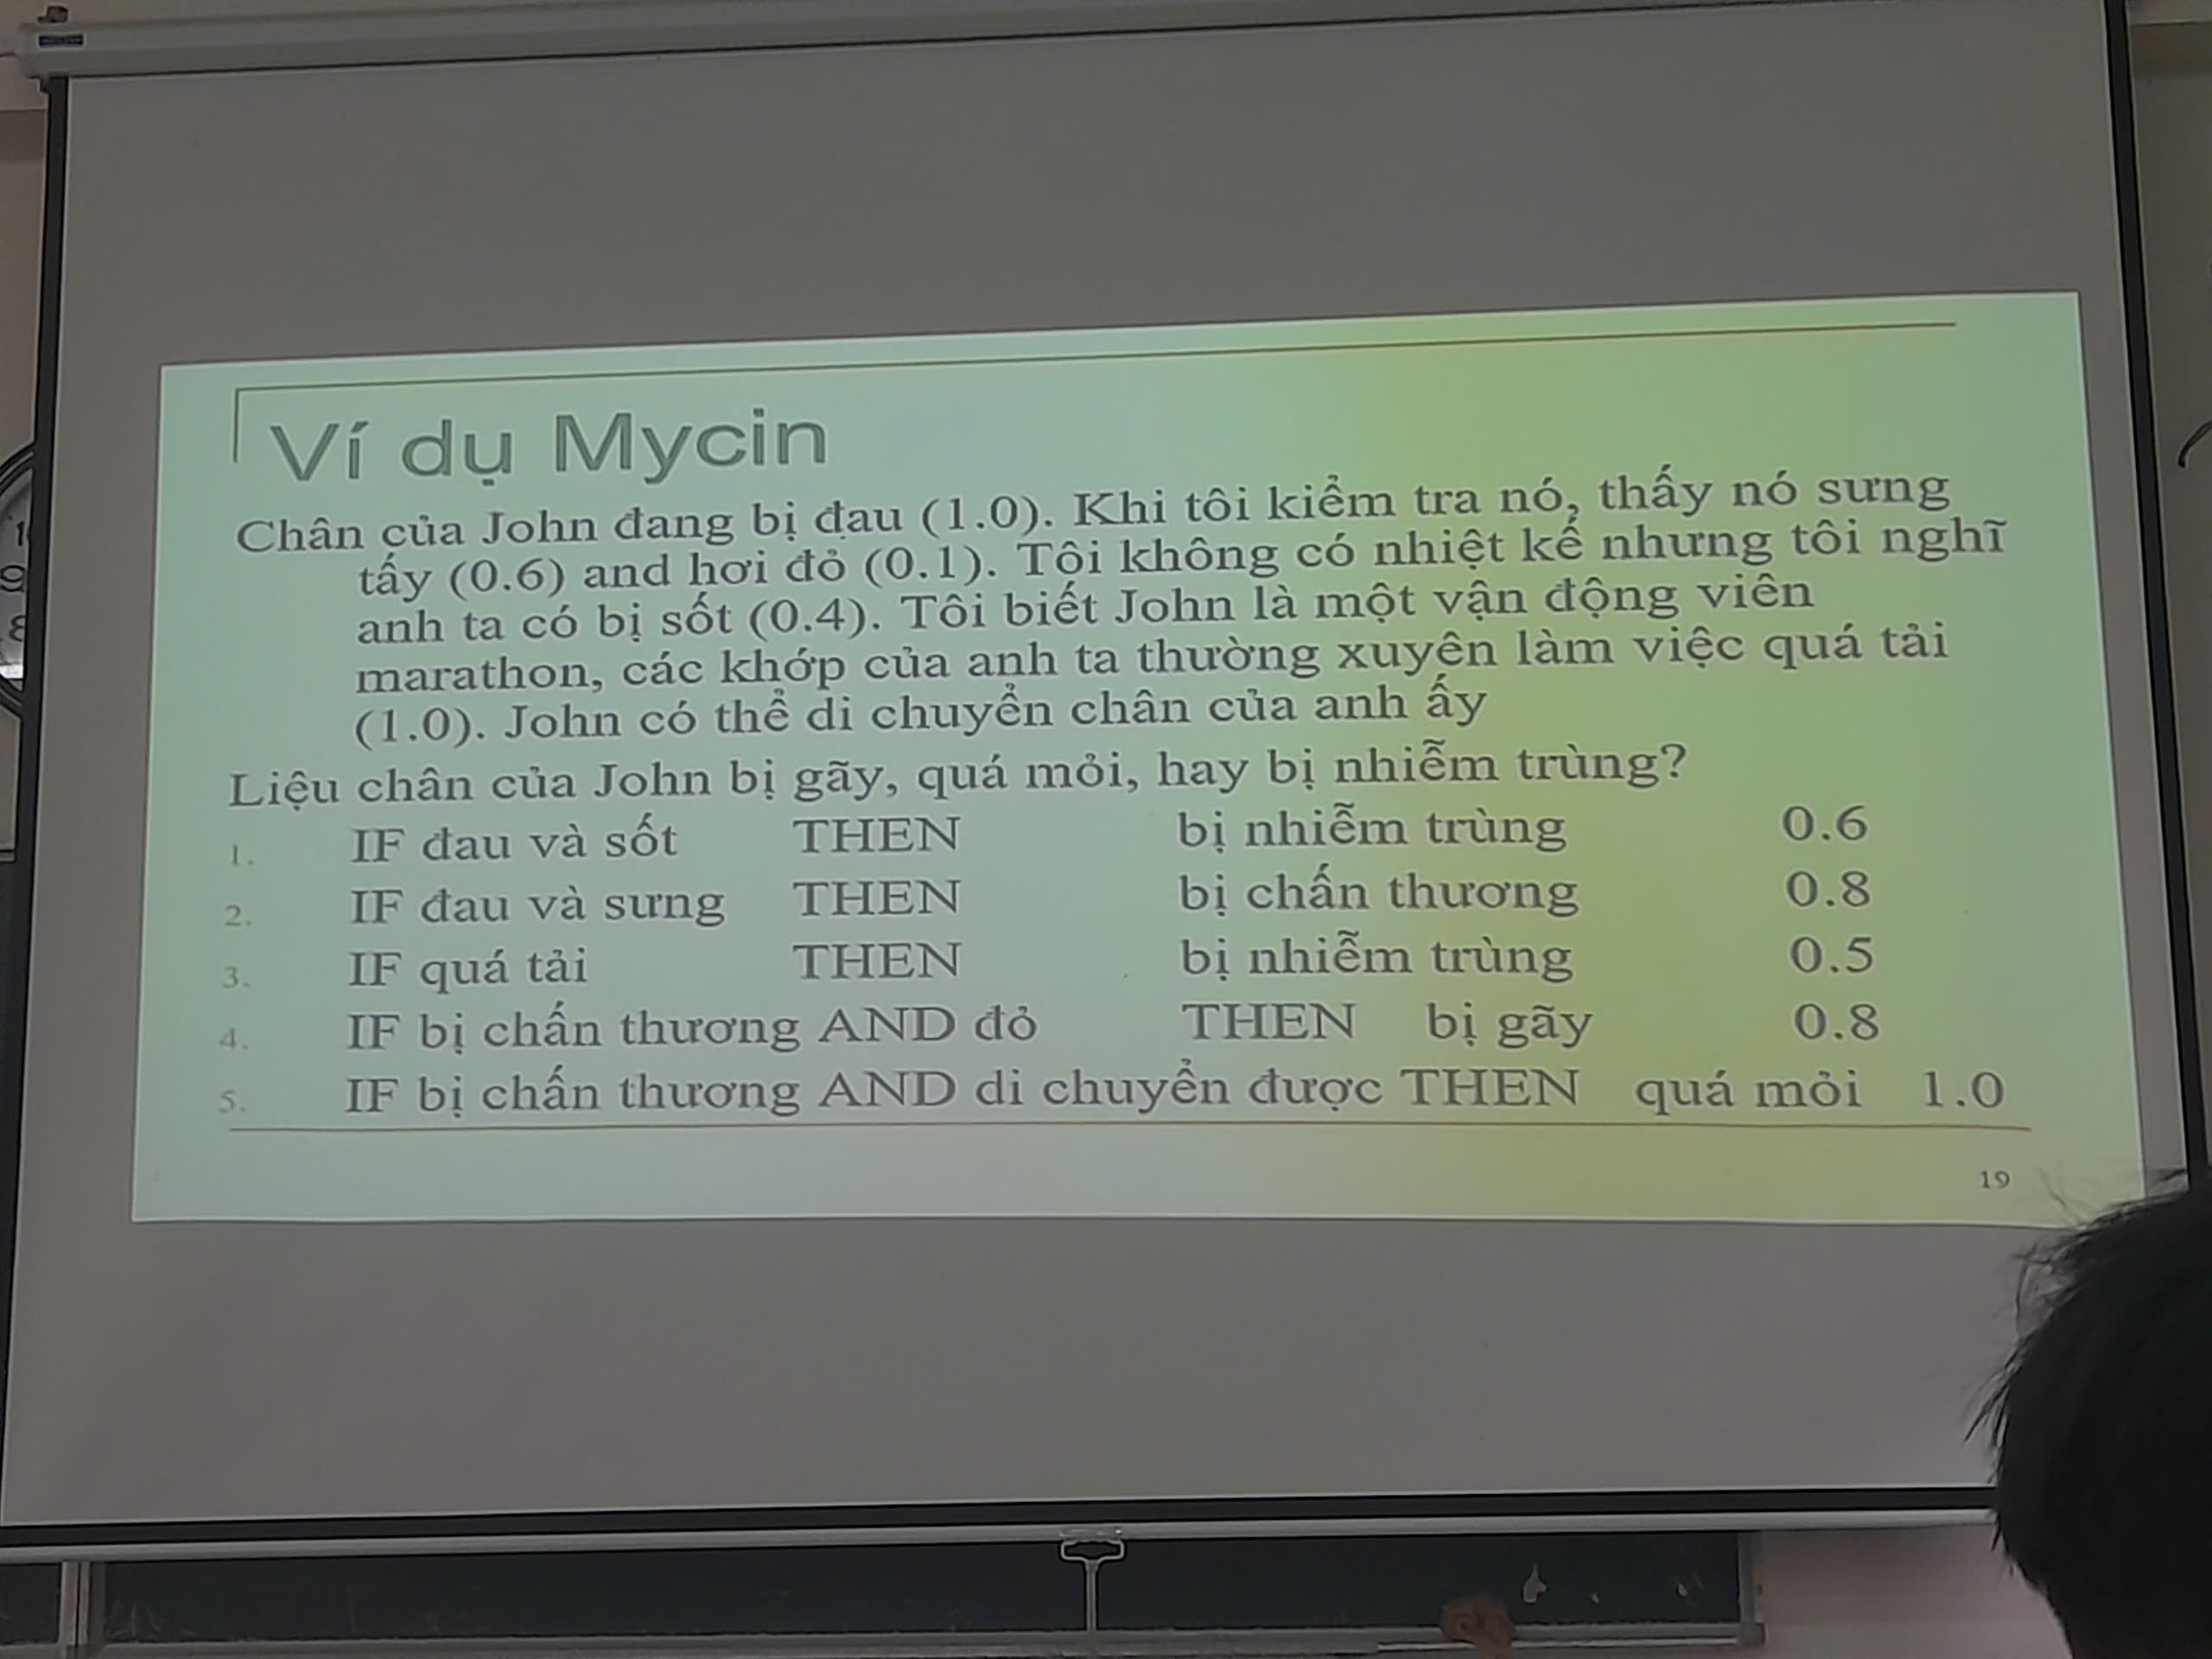 Ví dụ Mycin
Chân của John đang bị đau (1.0). Khi tôi kiểm tra nó, thấy nó sưng
tấy (0.6) and hơi đỏ (0.1). Tôi không có nhiệt kế nhưng tôi nghĩ
anh ta có bị sốt (0.4). Tôi biết John là một vận động viên
marathon, các khớp của anh ta thường xuyên làm việc quá tải
(1.0). John có thể di chuyển chân của anh ấy
Liệu chân của John bị gãy, quá mỏi, hay bị nhiễm trùng?
1. IF đau và sốt THEN bị nhiễm trùng 0.6
2. IF đau và sưng THEN bị chấn thương 0.8
3. IF quá tải THEN bị nhiễm trùng 0.5
4. IF bị chấn thương AND đỏ THEN bị gãy 0.8
5. IF bị chấn thương AND di chuyển được THEN quá mỏi 1.0
19
9
8